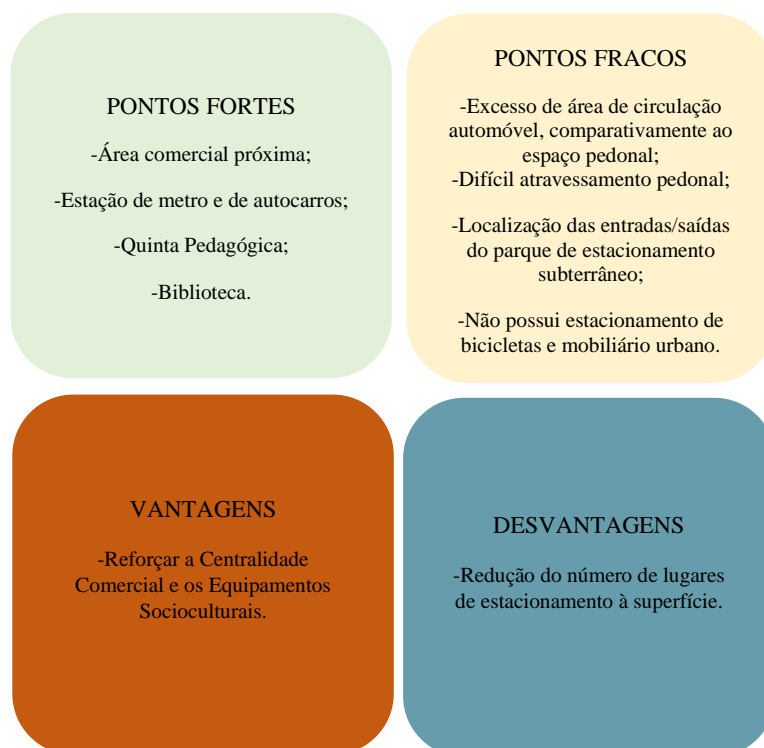 PONTOS FORTES
-Área comercial próxima;
-Estação de metro e de autocarros;
-Quinta Pedagógica;
-Biblioteca.
PONTOS FRACOS
-Excesso de área de circulação
automóvel, comparativamente ao
espaço pedonal;
-Difícil atravessamento pedonal;
-Localização das entradas/saídas
do parque de estacionamento
subterrâneo;
-Não possui estacionamento de
bicicletas e mobiliário urbano.
VANTAGENS
-Reforçar a Centralidade
Comercial e os Equipamentos
Socioculturais.
DESVANTAGENS
-Redução do número de lugares
de estacionamento à superfície.